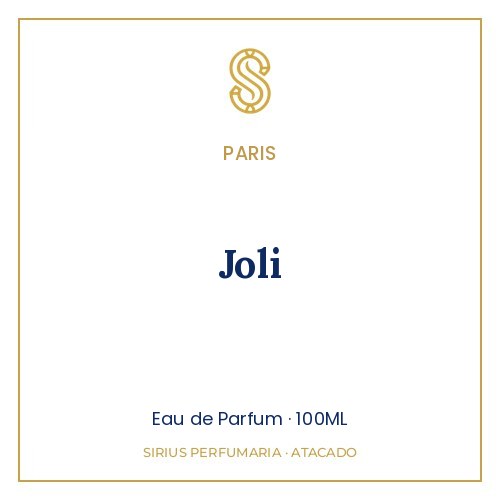 PARIS
Joli
Eau de Parfum · 100ML
SIRIUS PERFUMARIA · ATACADO